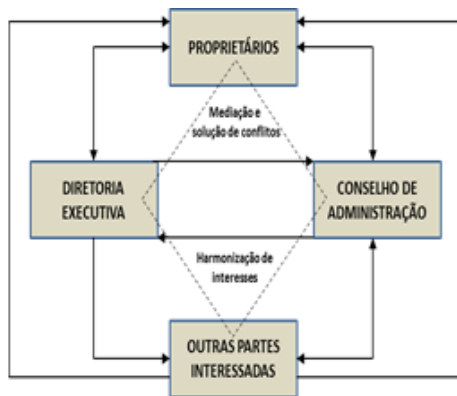 PROPRIETÁRIOS
Mediação e
solução de conflitos
DIRETORIA
EXECUTIVA
CONSELHO DE
ADMINISTRAÇÃO
Harmonização de
interesses
OUTRAS PARTES
INTERESSADAS